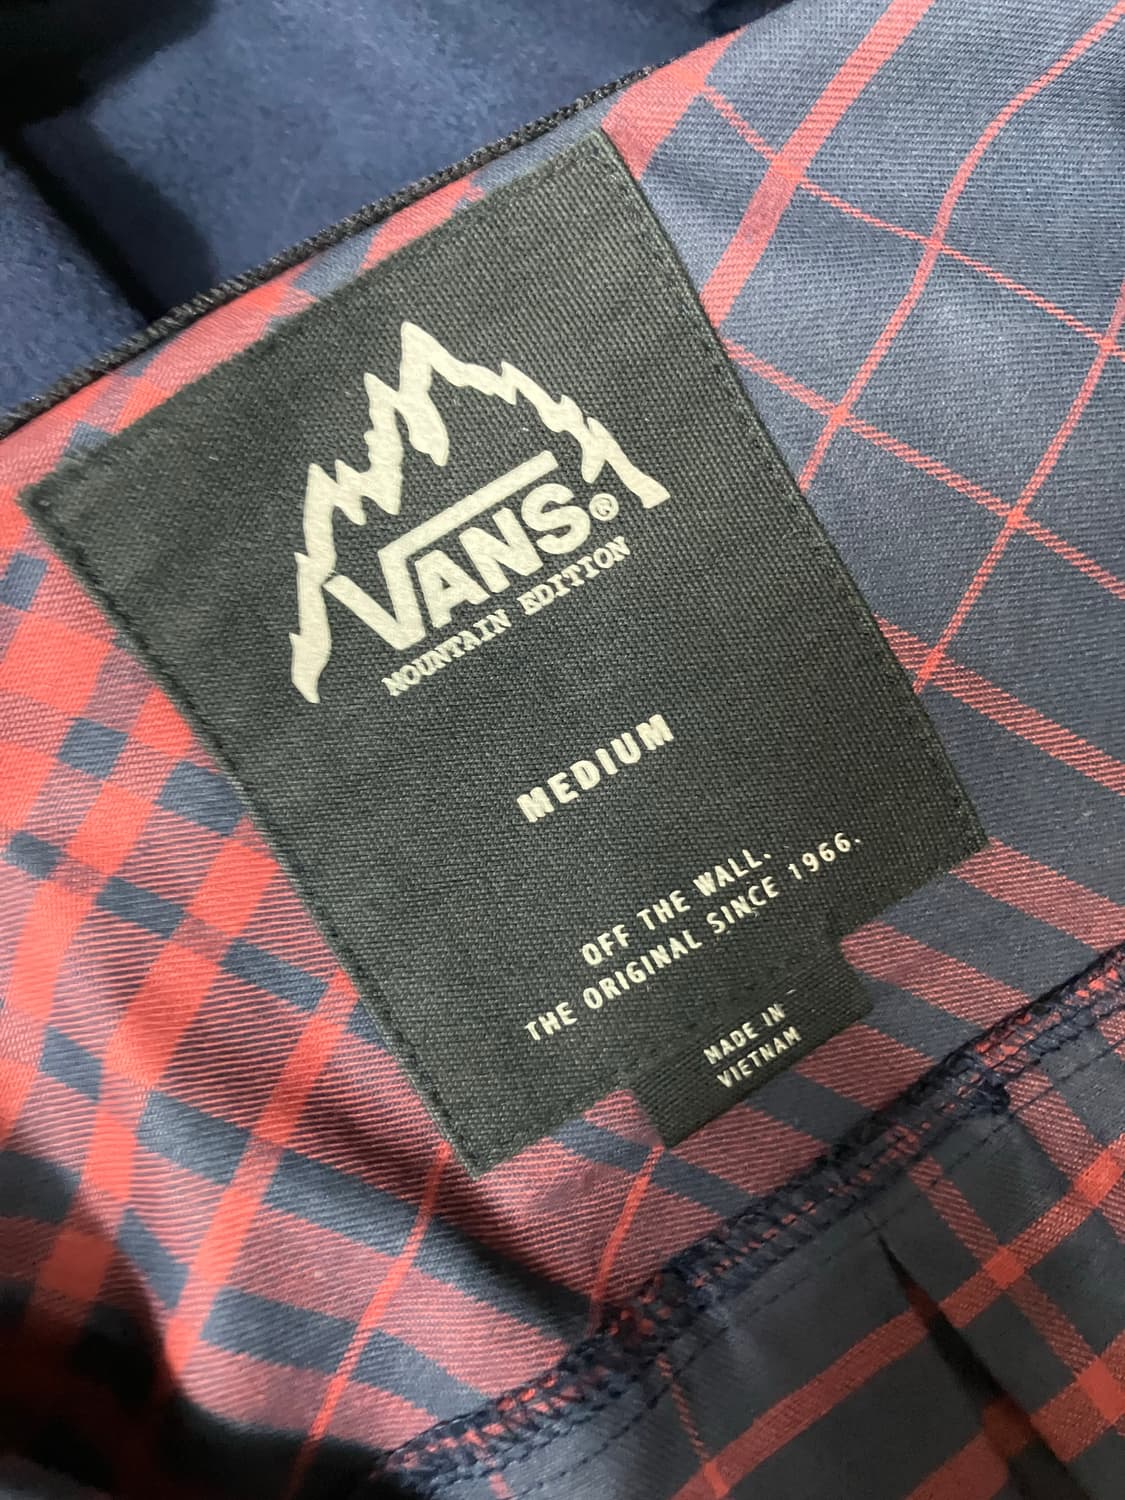 VANS®
MOUNTAIN EDITION
MEDIUM
OFF THE WALL.
THE ORIGINAL SINCE 1966.
MADE IN
VIETNAM